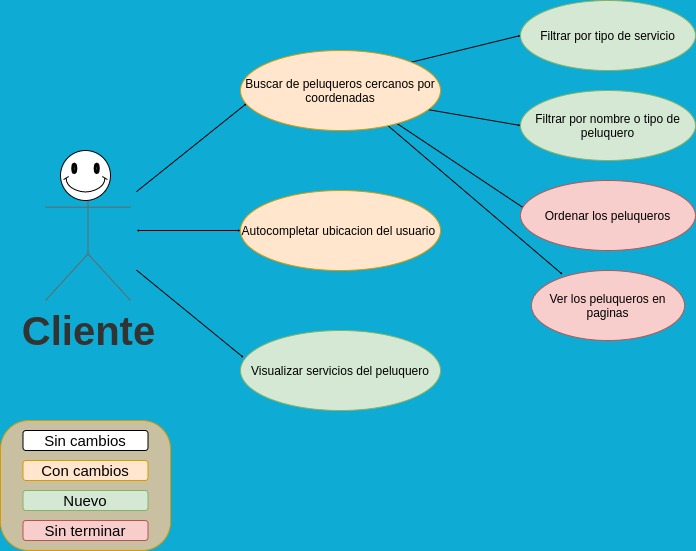 Filtrar por tipo de servicio
Buscar de peluqueros cercanos por
coordenadas
Filtrar por nombre o tipo de
peluquero
Ordenar los peluqueros
Autocompletar ubicacion del usuario
Ver los peluqueros en
paginas
Cliente
Visualizar servicios del peluquero
Sin cambios
Con cambios
Nuevo
Sin terminar